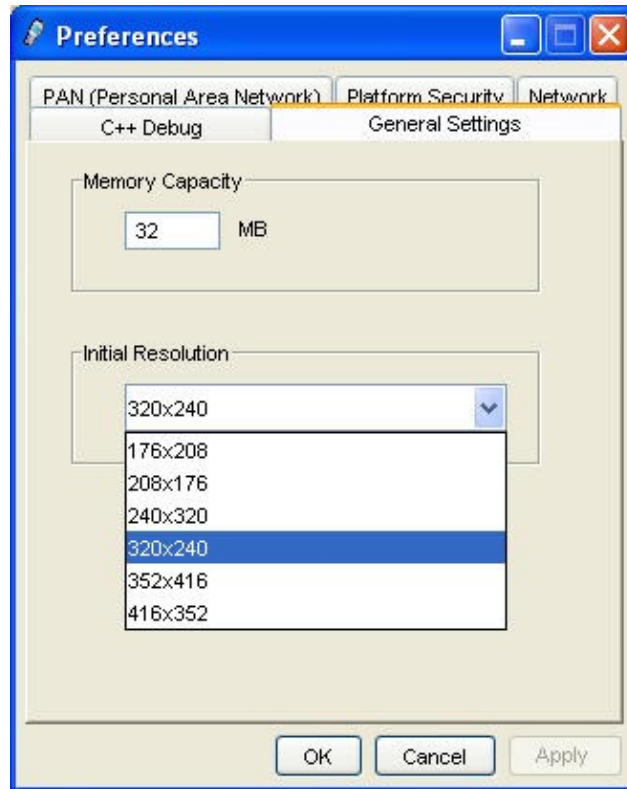 Preferences
PAN (Personal Area Network) Platform Security Network
C++ Debug General Settings
Memory Capacity
32 MB
Initial Resolution
320x240
176x208
208x176
240x320
320x240
352x416
416x352
OK Cancel Apply